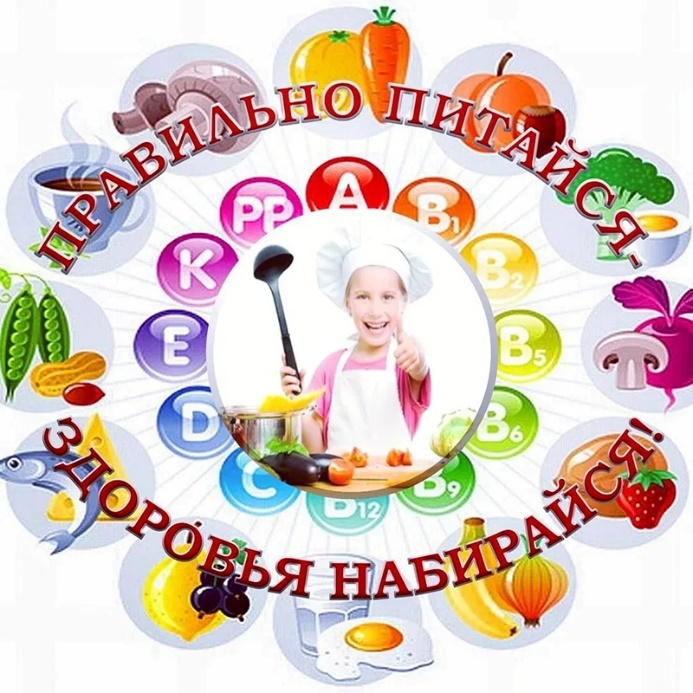 ПРАВИЛЬНО ПИТАЙСЯ-
ЗДОРОВЬЯ НАБИРАЙСЯ!
A
B1
B2
B5
B6
B9
B12
C
D
E
K
PP